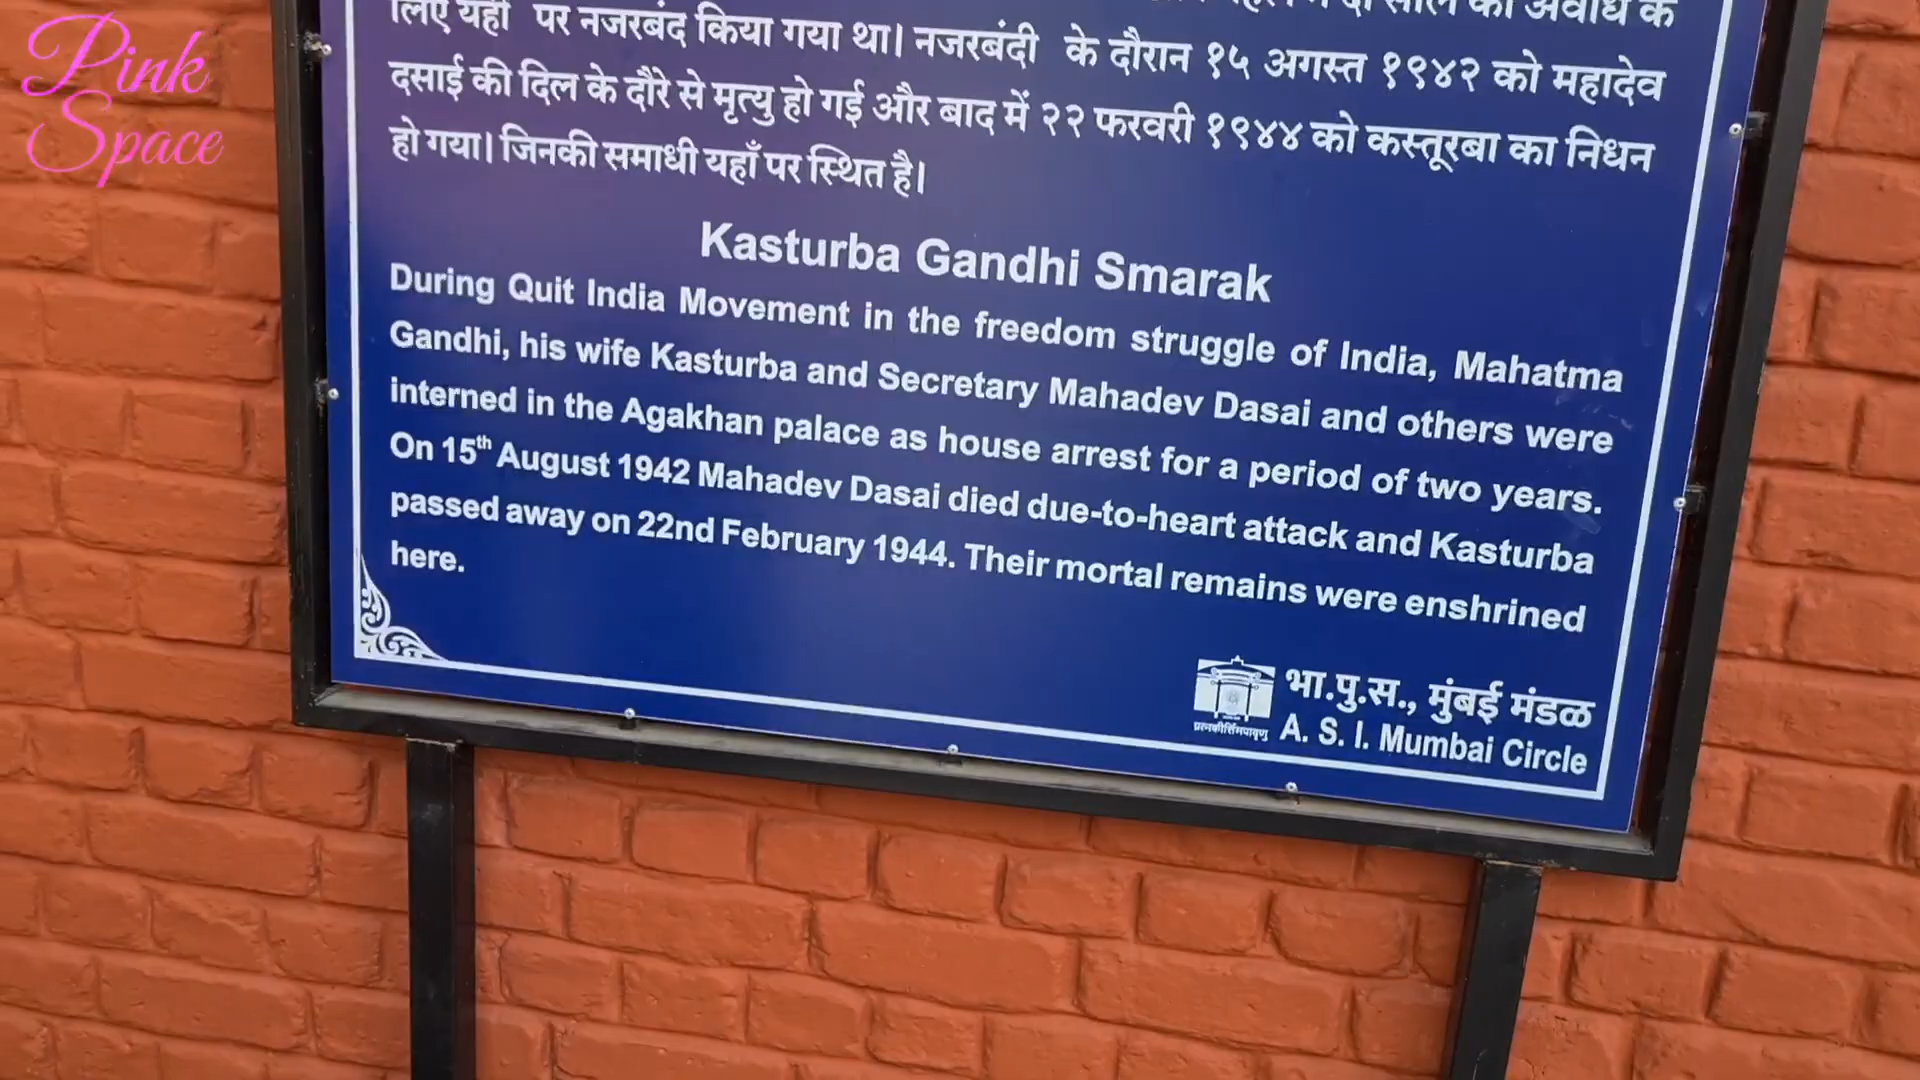 Pink
Space
लिए यहाँ पर नजरबंद किया गया था। नजरबंदी के दौरान १५ अगस्त १९४२ को महादेव
दसाई की दिल के दौरे से मृत्यु हो गई और बाद में २२ फरवरी १९४४ को कस्तूरबा का निधन
हो गया। जिनकी समाधी यहाँ पर स्थित है।
Kasturba Gandhi Smarak
During Quit India Movement in the freedom struggle of India, Mahatma
Gandhi, his wife Kasturba and Secretary Mahadev Dasai and others were
interned in the Agakhan palace as house arrest for a period of two years.
On 15th August 1942 Mahadev Dasai died due-to-heart attack and Kasturba
passed away on 22nd February 1944. Their mortal remains were enshrined
here.
भा.पु.स., मुंबई मंडळ
A. S. I. Mumbai Circle